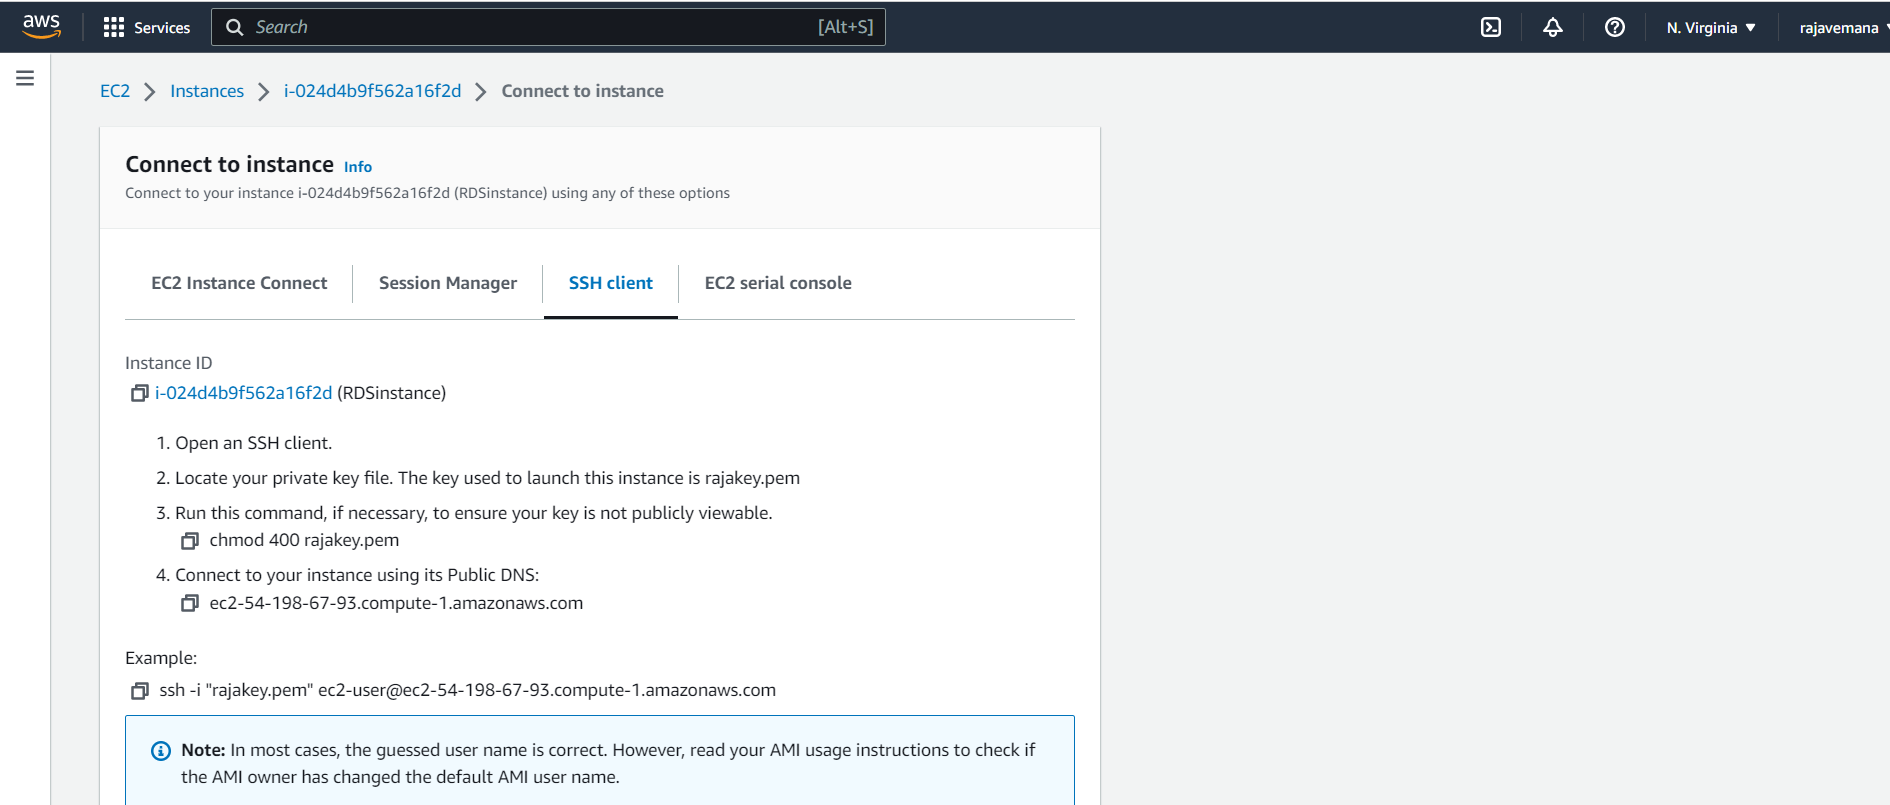 aws Services Search [Alt+S] N. Virginia rajavemana
EC2 Instances i-024d4b9f562a16f2d Connect to instance
Connect to instance Info
Connect to your instance i-024d4b9f562a16f2d (RDSinstance) using any of these options
EC2 Instance Connect Session Manager SSH client EC2 serial console
Instance ID
i-024d4b9f562a16f2d (RDSinstance)
1. Open an SSH client.
2. Locate your private key file. The key used to launch this instance is rajakey.pem
3. Run this command, if necessary, to ensure your key is not publicly viewable.
chmod 400 rajakey.pem
4. Connect to your instance using its Public DNS:
ec2-54-198-67-93.compute-1.amazonaws.com
Example:
ssh -i "rajakey.pem" ec2-user@ec2-54-198-67-93.compute-1.amazonaws.com
Note: In most cases, the guessed user name is correct. However, read your AMI usage instructions to check if
the AMI owner has changed the default AMI user name.